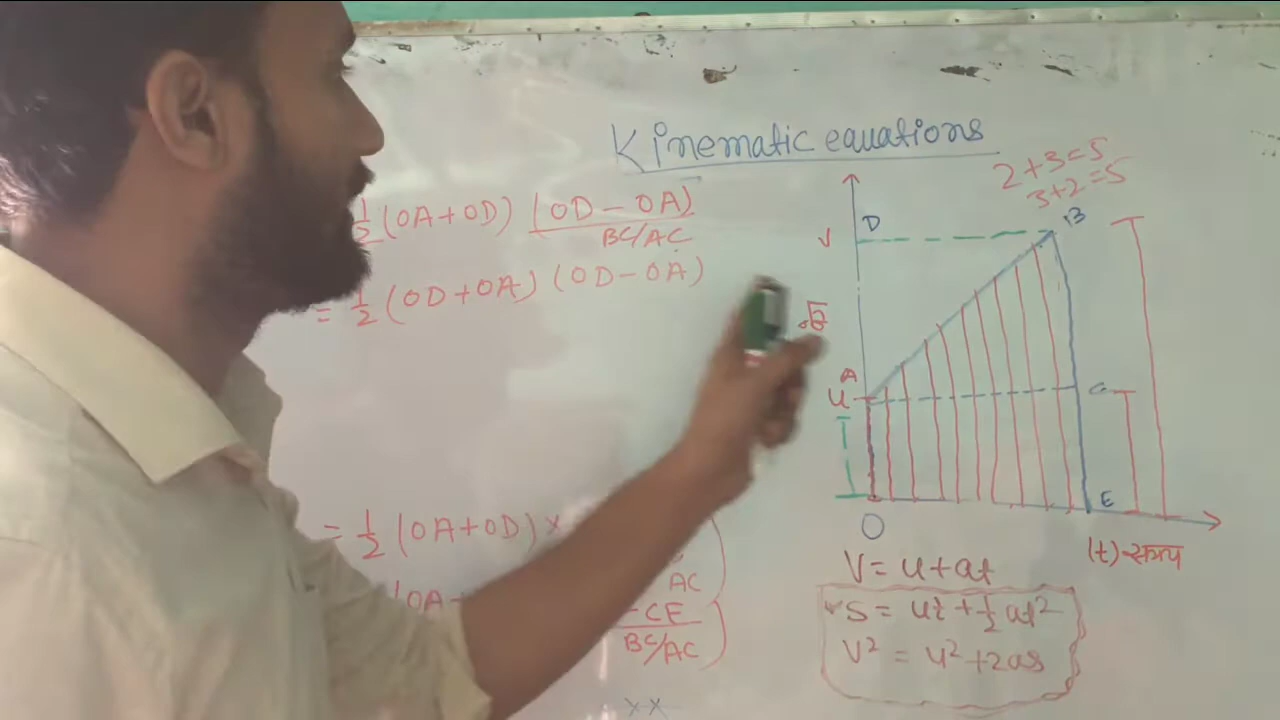 Kinematic equations
2+3=5
3+2=5
1/2 (OA+OD) (OD-OA)
BC/AC
= 1/2 (OD+OA) (OD-OA)
= 1/2 (OA+OD) ×
AC
(OA+
-CE
BC/AC
××
V
D
B
A
u
C
E
O
(t) समय
V = u+at
S = ut + 1/2 at²
V² = u²+2as